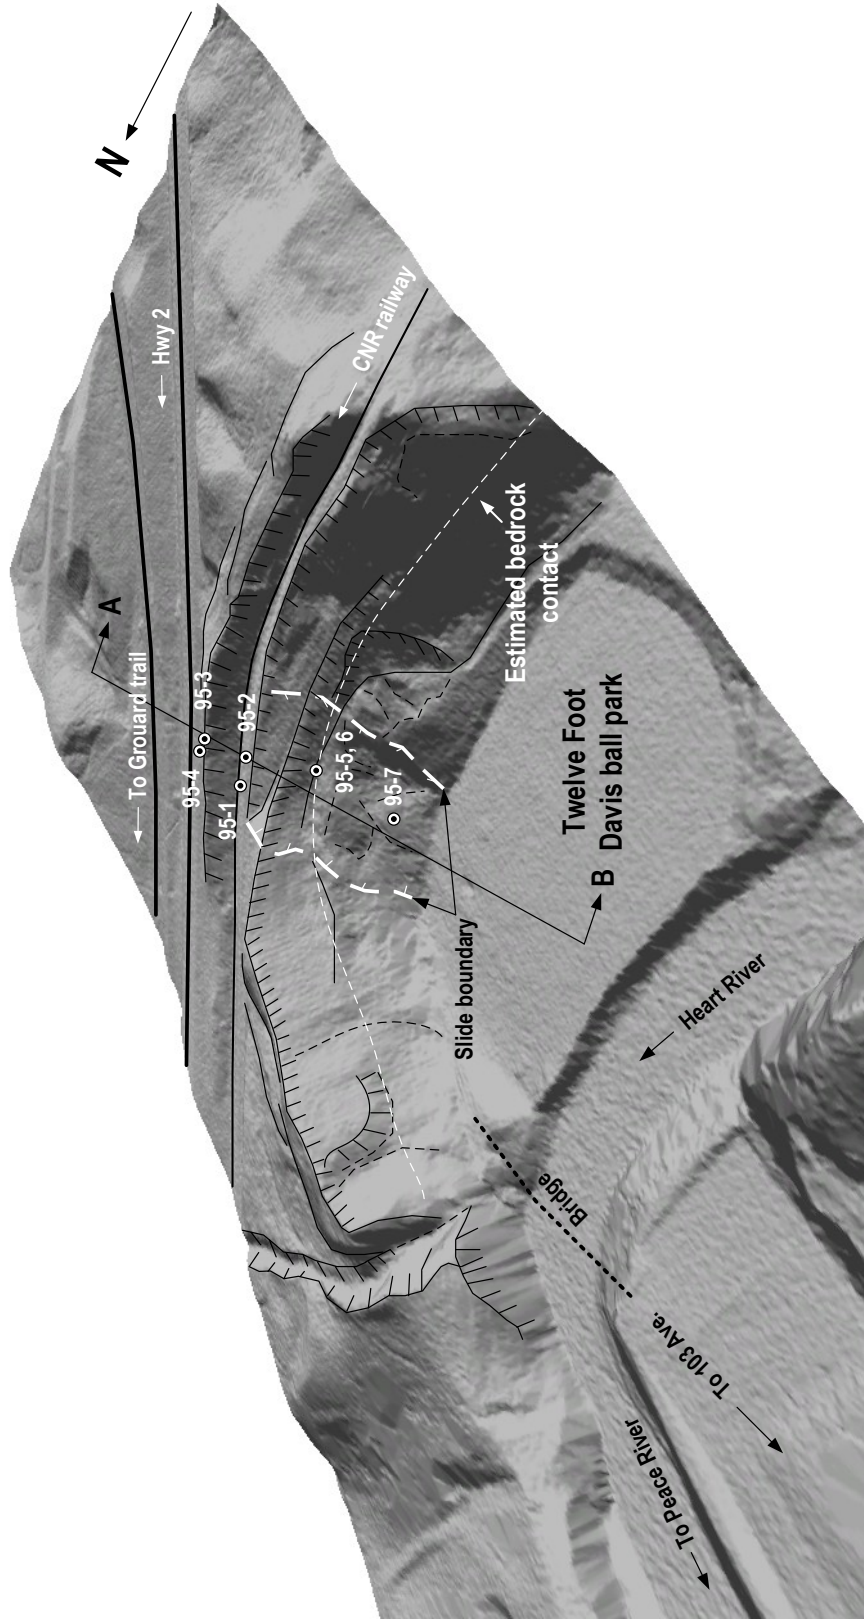 N
Hwy 2
CNR railway
A
To Grouard trail
95-3
95-4
95-2
95-1
95-5, 6
95-7
Estimated bedrock
contact
Twelve Foot
Davis ball park
B
Slide boundary
Heart River
Bridge
To 103 Ave.
To Peace River